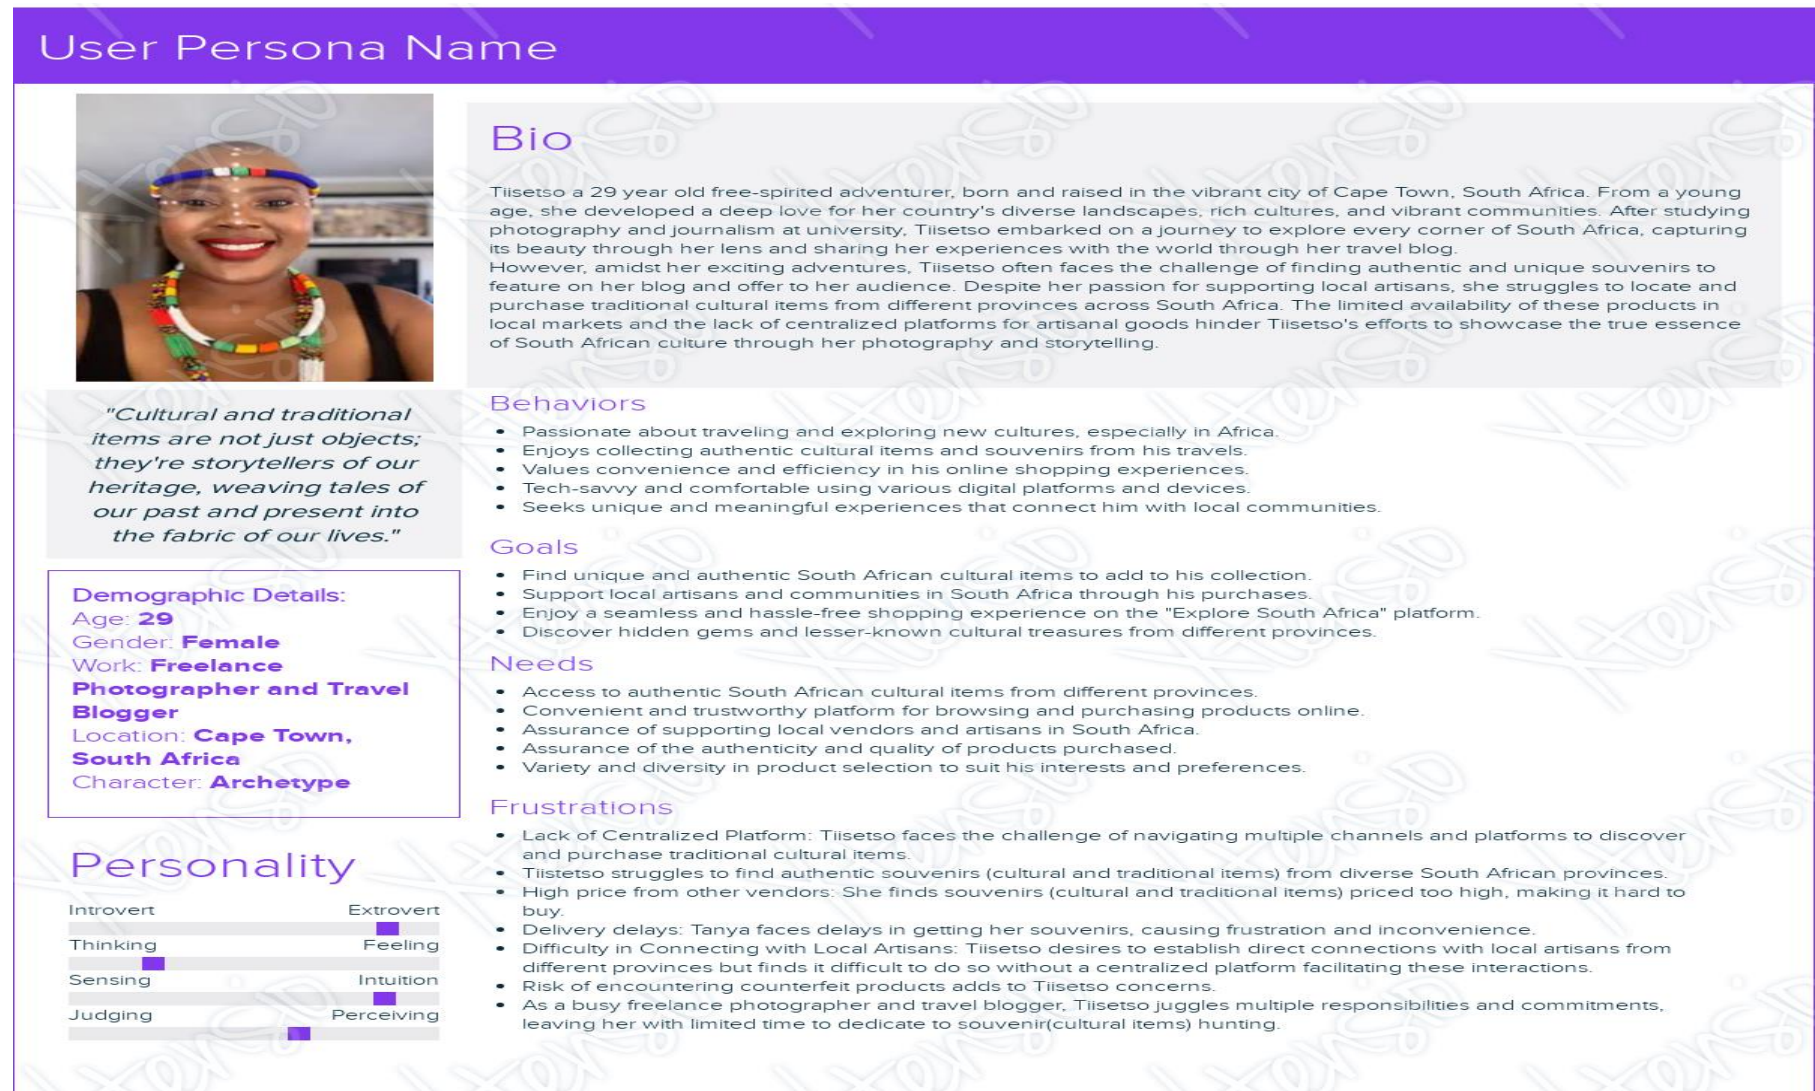 User Persona Name
Bio
Tiisetso a 29 year old free-spirited adventurer, born and raised in the vibrant city of Cape Town, South Africa. From a young
age, she developed a deep love for her country's diverse landscapes, rich cultures, and vibrant communities. After studying
photography and journalism at university, Tiisetso embarked on a journey to explore every corner of South Africa, capturing
its beauty through her lens and sharing her experiences with the world through her travel blog.
However, amidst her exciting adventures, Tiisetso often faces the challenge of finding authentic and unique souvenirs to
feature on her blog and offer to her audience. Despite her passion for supporting local artisans, she struggles to locate and
purchase traditional cultural items from different provinces across South Africa. The limited availability of these products in
local markets and the lack of centralized platforms for artisanal goods hinder Tiisetso's efforts to showcase the true essence
of South African culture through her photography and storytelling.
"Cultural and traditional
items are not just objects;
they're storytellers of our
heritage, weaving tales of
our past and present into
the fabric of our lives."
Demographic Details:
Age: 29
Gender: Female
Work: Freelance
Photographer and Travel
Blogger
Location: Cape Town,
South Africa
Character: Archetype
Personality
Introvert Extrovert
Thinking Feeling
Sensing Intuition
Judging Perceiving
Behaviors
• Passionate about traveling and exploring new cultures, especially in Africa.
• Enjoys collecting authentic cultural items and souvenirs from his travels.
• Values convenience and efficiency in his online shopping experiences.
• Tech-savvy and comfortable using various digital platforms and devices.
• Seeks unique and meaningful experiences that connect him with local communities.
Goals
• Find unique and authentic South African cultural items to add to his collection.
• Support local artisans and communities in South Africa through his purchases.
• Enjoy a seamless and hassle-free shopping experience on the "Explore South Africa" platform.
• Discover hidden gems and lesser-known cultural treasures from different provinces.
Needs
• Access to authentic South African cultural items from different provinces.
• Convenient and trustworthy platform for browsing and purchasing products online.
• Assurance of supporting local vendors and artisans in South Africa.
• Assurance of the authenticity and quality of products purchased.
• Variety and diversity in product selection to suit his interests and preferences.
Frustrations
• Lack of Centralized Platform: Tiisetso faces the challenge of navigating multiple channels and platforms to discover
and purchase traditional cultural items.
• Tiistetso struggles to find authentic souvenirs (cultural and traditional items) from diverse South African provinces.
• High price from other vendors: She finds souvenirs (cultural and traditional items) priced too high, making it hard to
buy.
• Delivery delays: Tanya faces delays in getting her souvenirs, causing frustration and inconvenience.
• Difficulty in Connecting with Local Artisans: Tiisetso desires to establish direct connections with local artisans from
different provinces but finds it difficult to do so without a centralized platform facilitating these interactions.
• Risk of encountering counterfeit products adds to Tiisetso concerns.
• As a busy freelance photographer and travel blogger, Tiisetso juggles multiple responsibilities and commitments,
leaving her with limited time to dedicate to souvenir(cultural items) hunting.
Xtensio